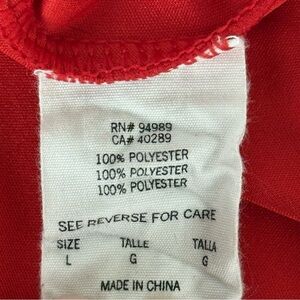 RN# 94989
CA# 40289
100% POLYESTER
100% POLYESTER
100% POLYESTER
SEE REVERSE FOR CARE
SIZE TALLE TALLA
L G G
MADE IN CHINA